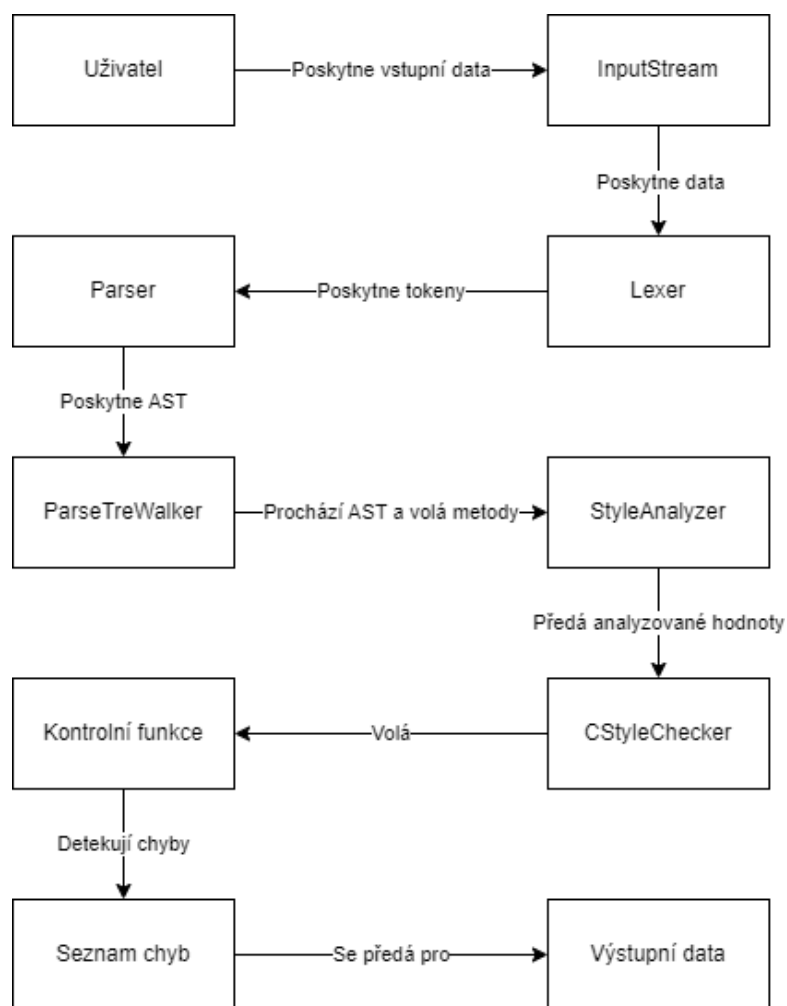 Uživatel
Poskytne vstupní data
InputStream
Poskytne data
Parser
Poskytne tokeny
Lexer
Poskytne AST
ParseTreWalker
Prochází AST a volá metody
StyleAnalyzer
Předá analyzované hodnoty
Kontrolní funkce
Volá
CStyleChecker
Detekují chyby
Seznam chyb
Se předá pro
Výstupní data